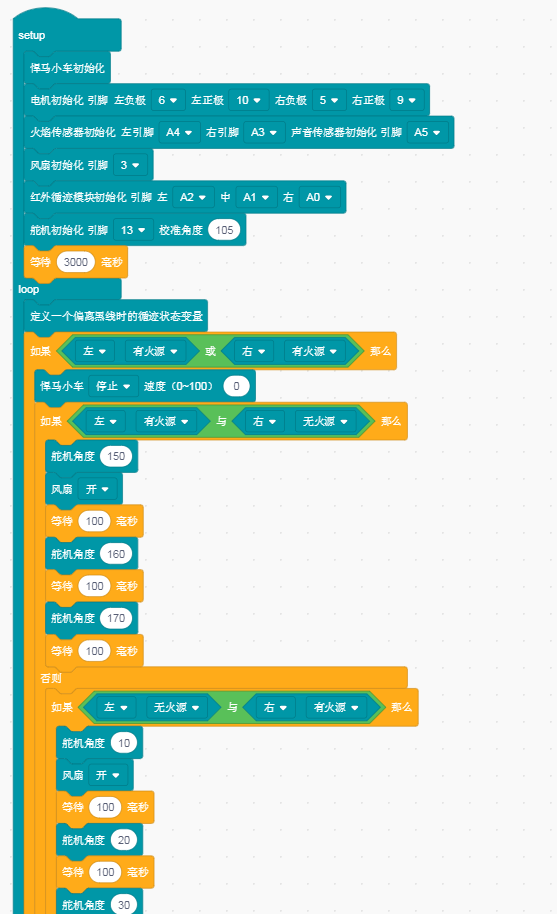 setup
悍马小车初始化
电机初始化 引脚 左负极 6 左正极 10 右负极 5 右正极 9
火焰传感器初始化 左引脚 A4 右引脚 A3 声音传感器初始化 引脚 A5
风扇初始化 引脚 3
红外循迹模块初始化 引脚 左 A2 中 A1 右 A0
舵机初始化 引脚 13 校准角度 105
等待 3000 毫秒
loop
定义一个偏离黑线时的循迹状态变量
如果 左 有火源 或 右 有火源 那么
悍马小车 停止 速度（0~100） 0
如果 左 有火源 与 右 无火源 那么
舵机角度 150
风扇 开
等待 100 毫秒
舵机角度 160
等待 100 毫秒
舵机角度 170
等待 100 毫秒
否则
如果 左 无火源 与 右 有火源 那么
舵机角度 10
风扇 开
等待 100 毫秒
舵机角度 20
等待 100 毫秒
舵机角度 30